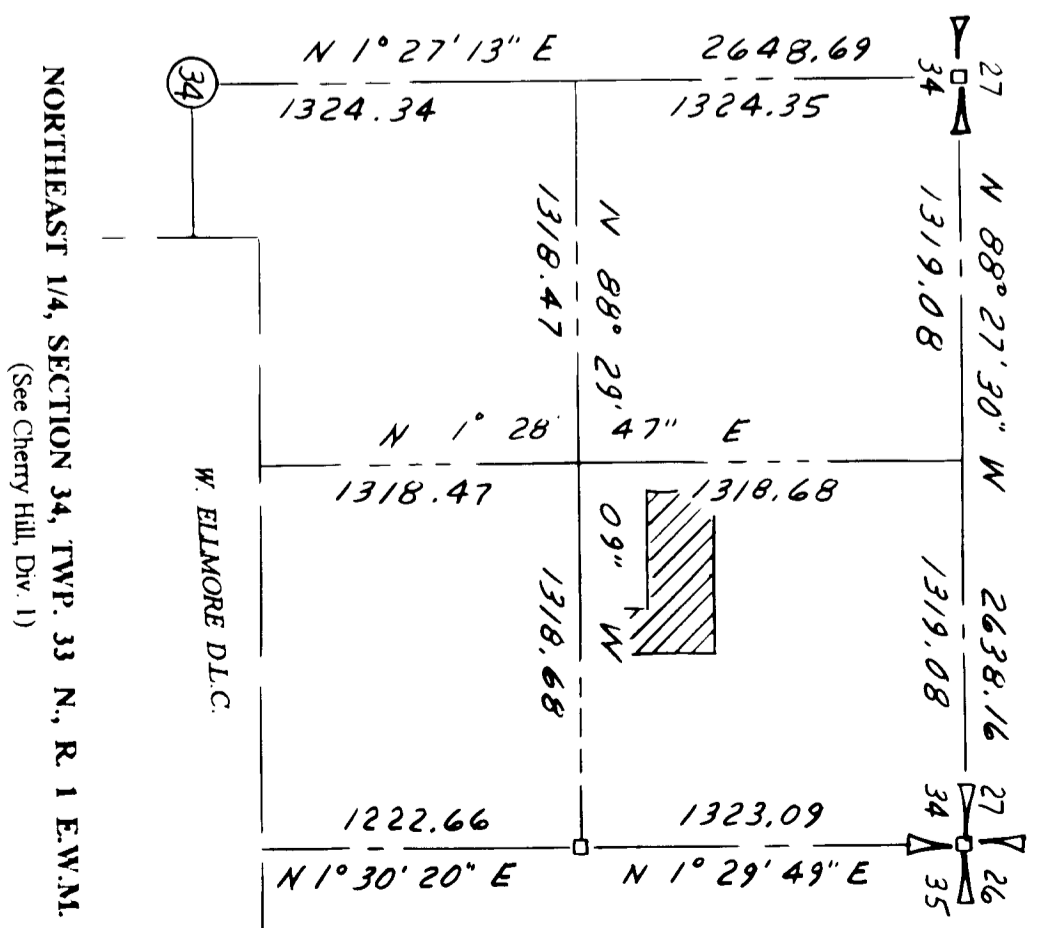 N 1° 27' 13" E
2648.69
1324.34
1324.35
34
27
34
N 88° 27' 30" W
1319.08
2638.16
1319.08
N 88° 29' 09" W
1318.47
1318.68
N 1° 28' 47" E
1318.47
1318.68
27
26
34
35
1222.66
1323.09
N 1° 30' 20" E
N 1° 29' 49" E
W. ELLMORE D.L.C.
NORTHEAST 1/4, SECTION 34, TWP. 33 N., R. 1 E.W.M.
(See Cherry Hill, Div. 1)